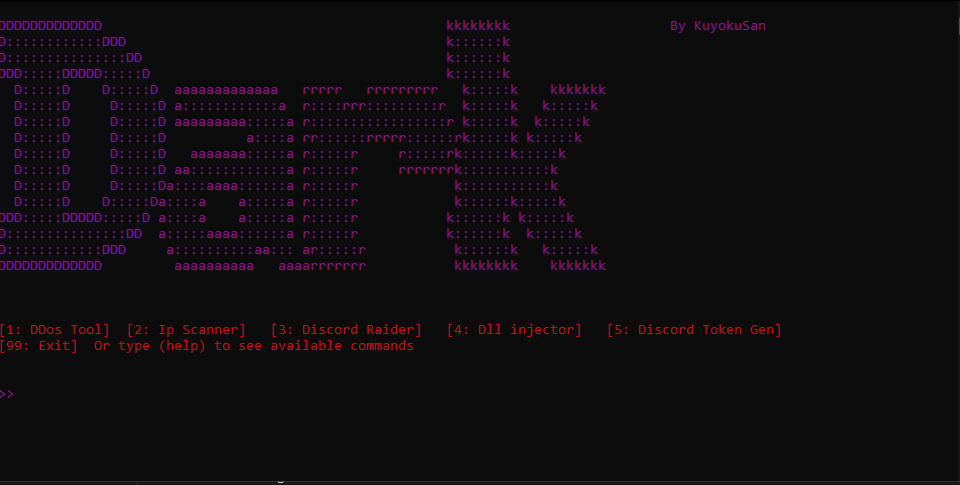 DDDDDDDDDDDDD                                           kkkkkkkk                    By KuyokuSan
D::::::::::::DDD                                        k::::::k
D:::::::::::::::DD                                      k::::::k
DDD:::::DDDDD:::::D                                     k::::::k
  D:::::D    D:::::D  aaaaaaaaaaaaa   rrrrr   rrrrrrrrr   k:::::k    kkkkkkk
  D:::::D     D:::::D a::::::::::::a  r::::rrr:::::::::r  k:::::k   k:::::k
  D:::::D     D:::::D aaaaaaaaa:::::a r:::::::::::::::::r k:::::k  k:::::k
  D:::::D     D:::::D          a::::a rr::::::rrrrr::::::rk:::::k k:::::k
  D:::::D     D:::::D   aaaaaaa:::::a r:::::r     r:::::rk::::::k:::::k
  D:::::D     D:::::D aa::::::::::::a r:::::r     rrrrrrrk:::::::::::k
  D:::::D     D:::::Da::::aaaa::::::a r:::::r            k:::::::::::k
  D:::::D    D:::::Da::::a    a:::::a r:::::r            k::::::k:::::k
DDD:::::DDDDD:::::D a::::a    a:::::a r:::::r           k::::::k k:::::k
D:::::::::::::::DD  a:::::aaaa::::::a r:::::r           k::::::k  k:::::k
D::::::::::::DDD     a::::::::::aa::: ar:::::r           k::::::k   k:::::k
DDDDDDDDDDDDD         aaaaaaaaaa   aaaarrrrrrr           kkkkkkkk    kkkkkkk
[1: DDos Tool]  [2: Ip Scanner]   [3: Discord Raider]   [4: Dll injector]   [5: Discord Token Gen]
[99: Exit]  Or type (help) to see available commands
>>